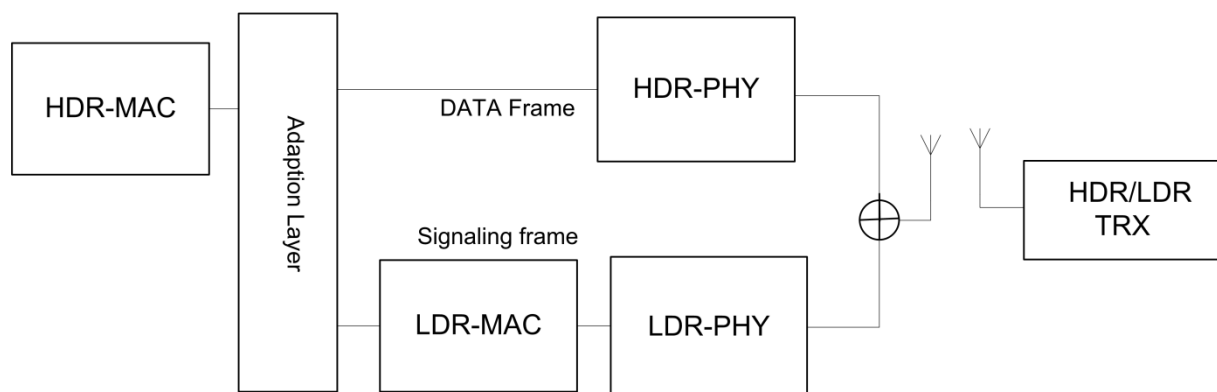 HDR-MAC
Adaption Layer
DATA Frame
HDR-PHY
Signaling frame
LDR-MAC
LDR-PHY
HDR/LDR
TRX